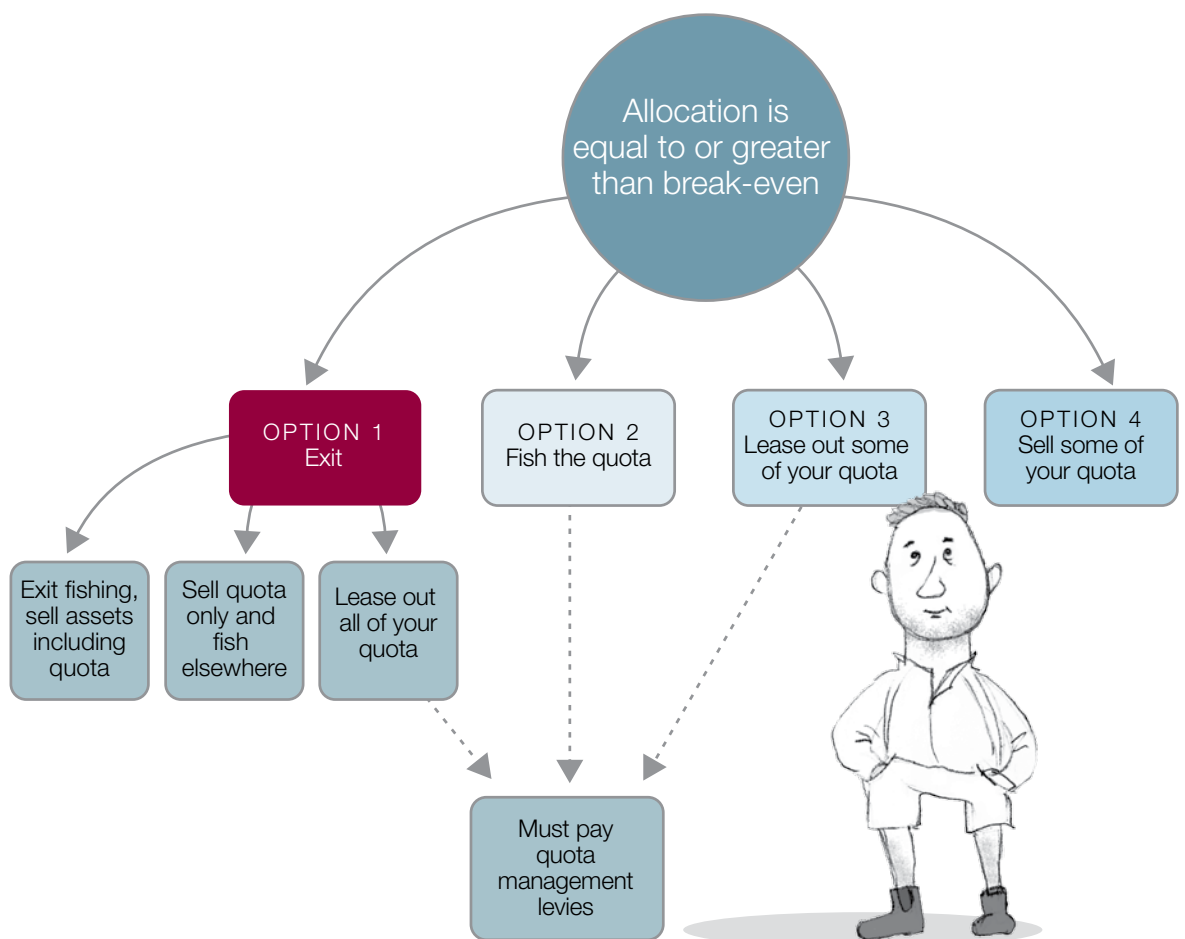 Allocation is
equal to or greater
than break-even
OPTION 1
Exit
OPTION 2
Fish the quota
OPTION 3
Lease out some
of your quota
OPTION 4
Sell some of
your quota
Exit fishing,
sell assets
including
quota
Sell quota
only and
fish
elsewhere
Lease out
all of your
quota
Must pay
quota
management
levies